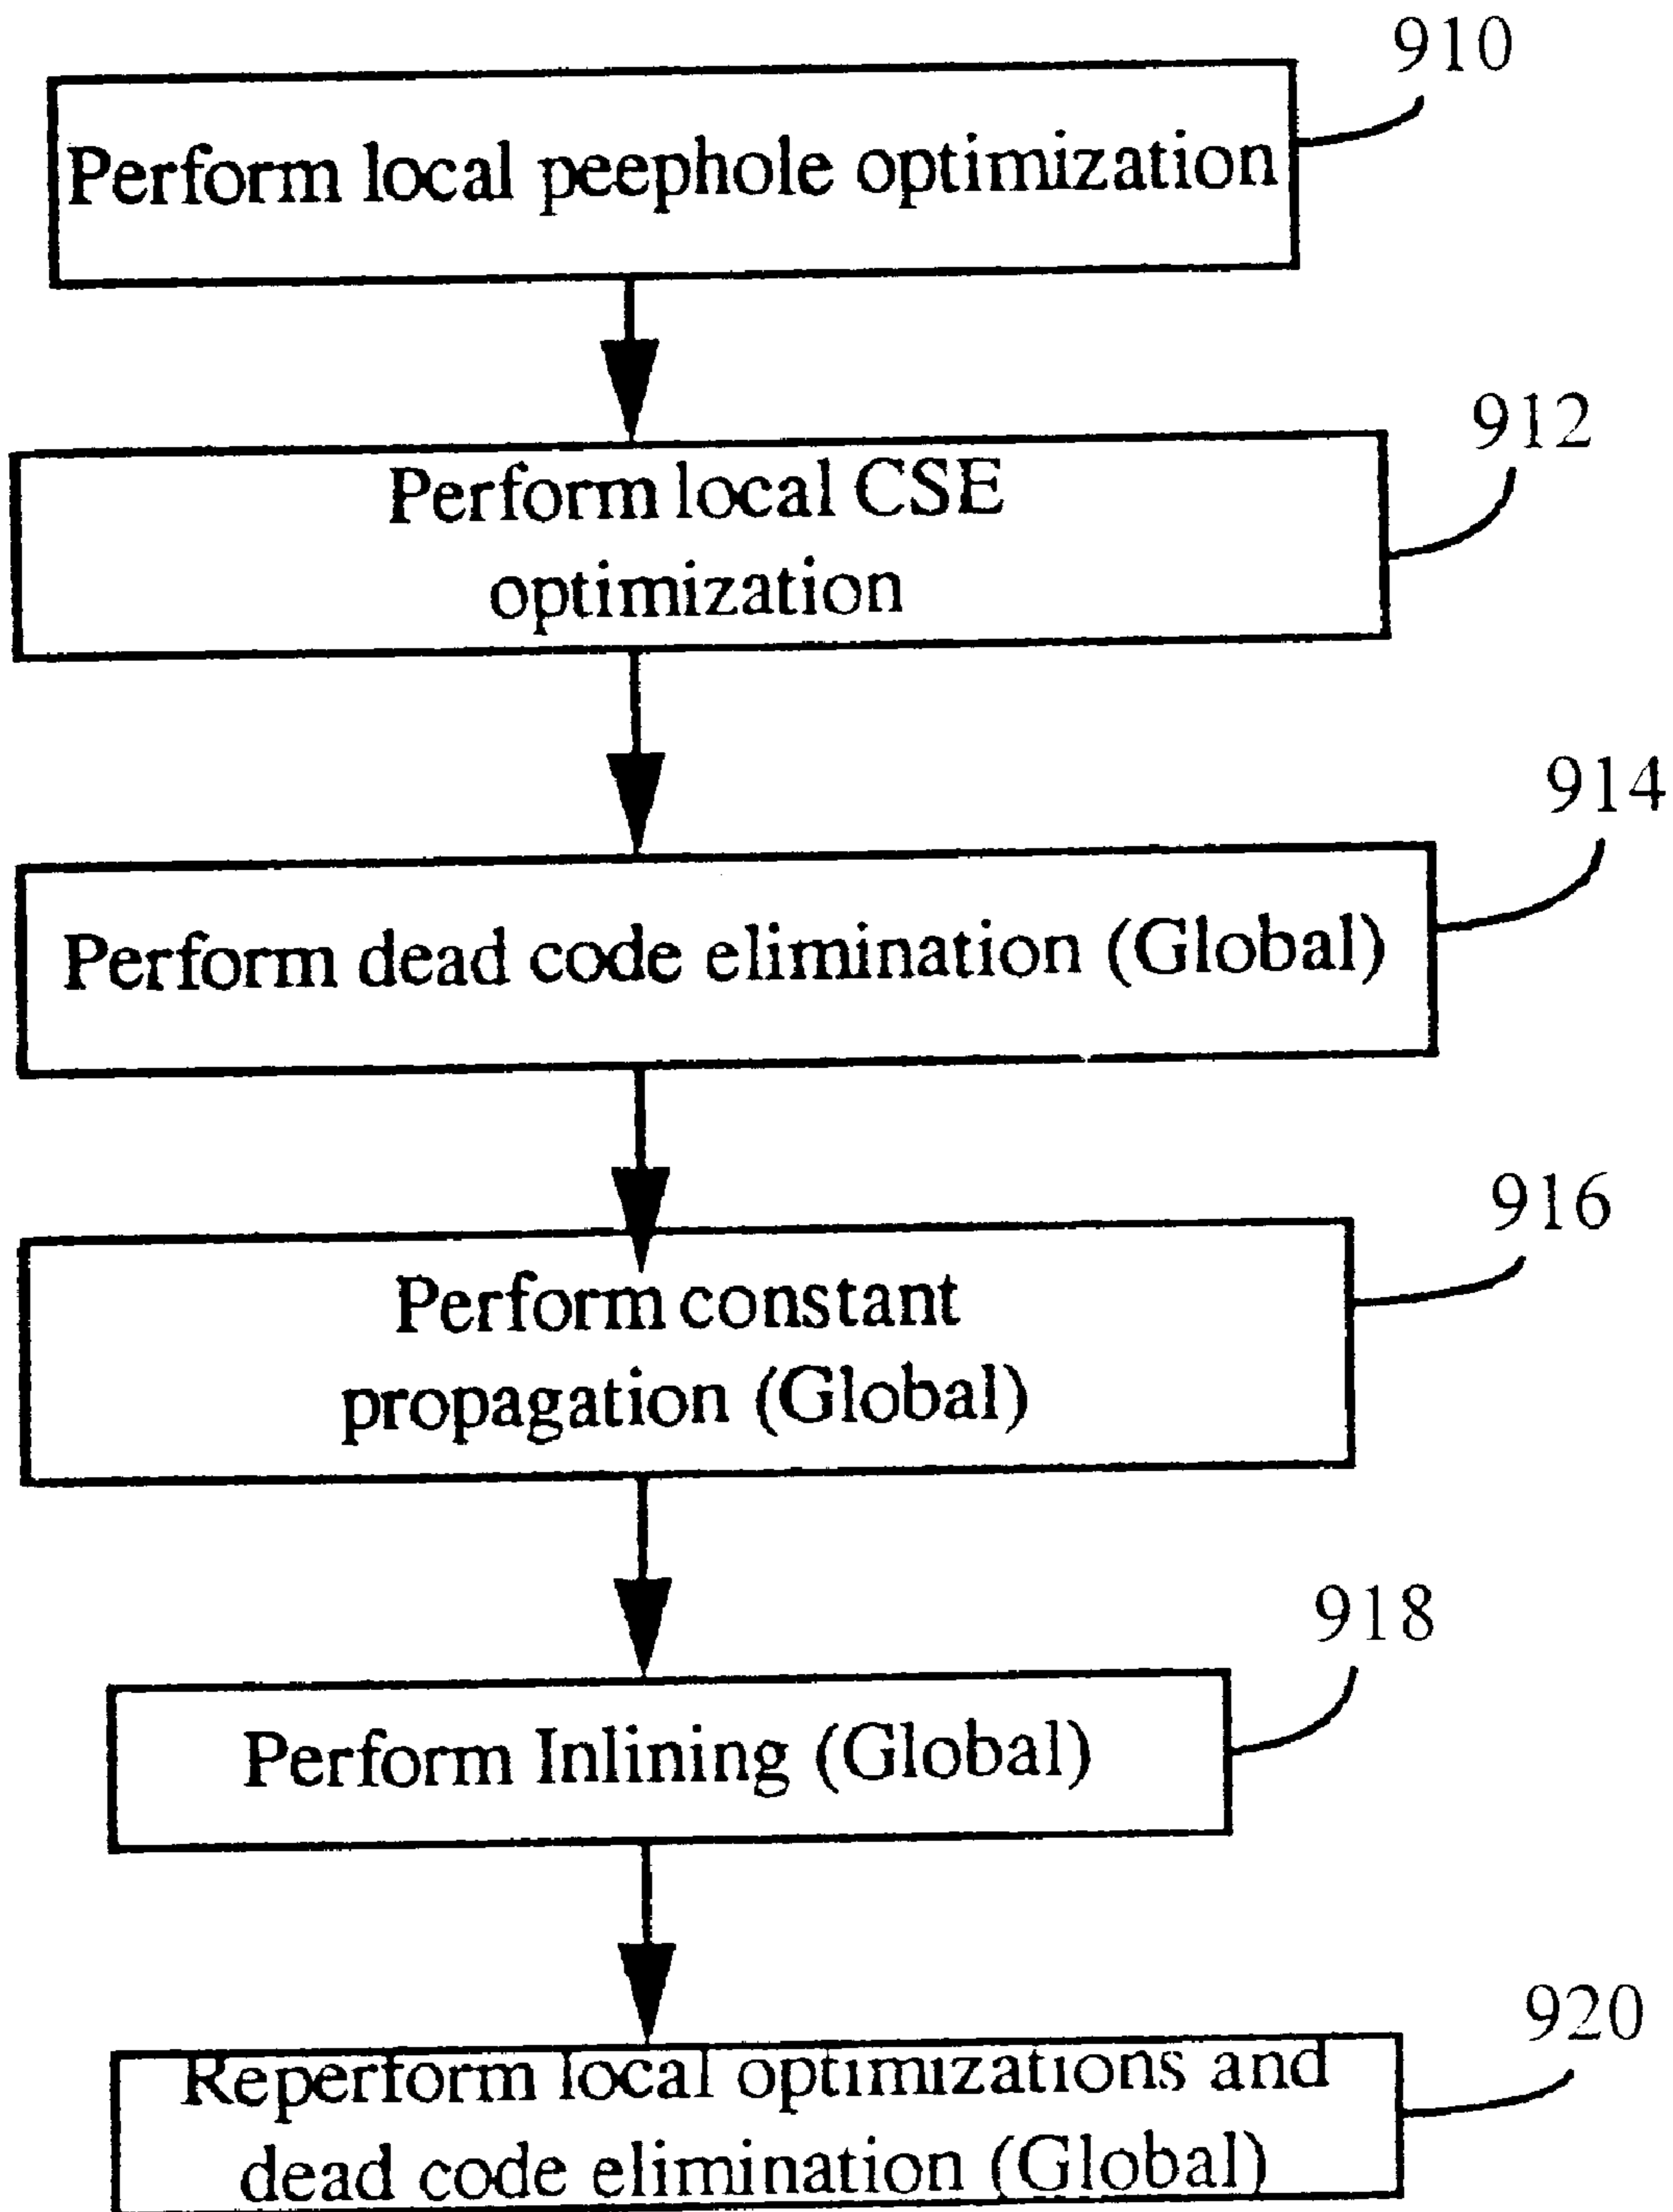 910
Perform local peephole optimization
912
Perform local CSE
optimization
914
Perform dead code elimination (Global)
916
Perform constant
propagation (Global)
918
Perform Inlining (Global)
920
Reperform local optimizations and
dead code elimination (Global)